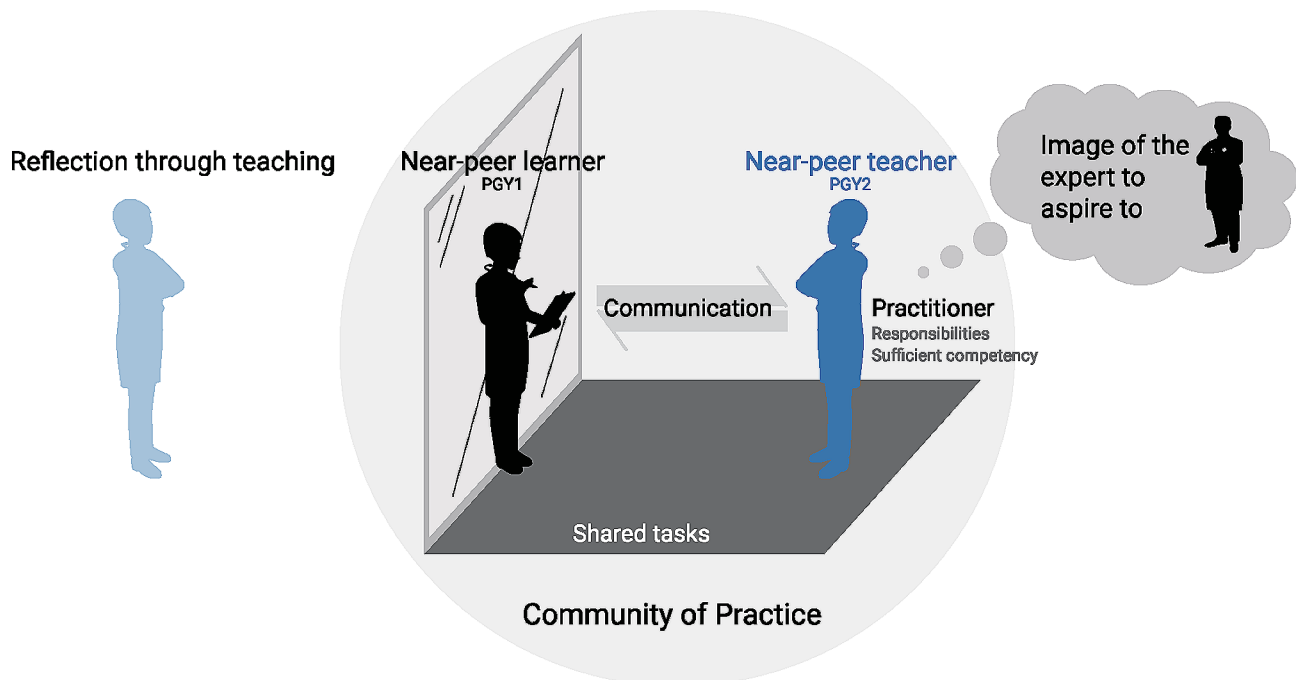 Reflection through teaching
Near-peer learner
PGY1
Near-peer teacher
PGY2
Image of the
expert to
aspire to
Communication
Practitioner
Responsibilities
Sufficient competency
Shared tasks
Community of Practice